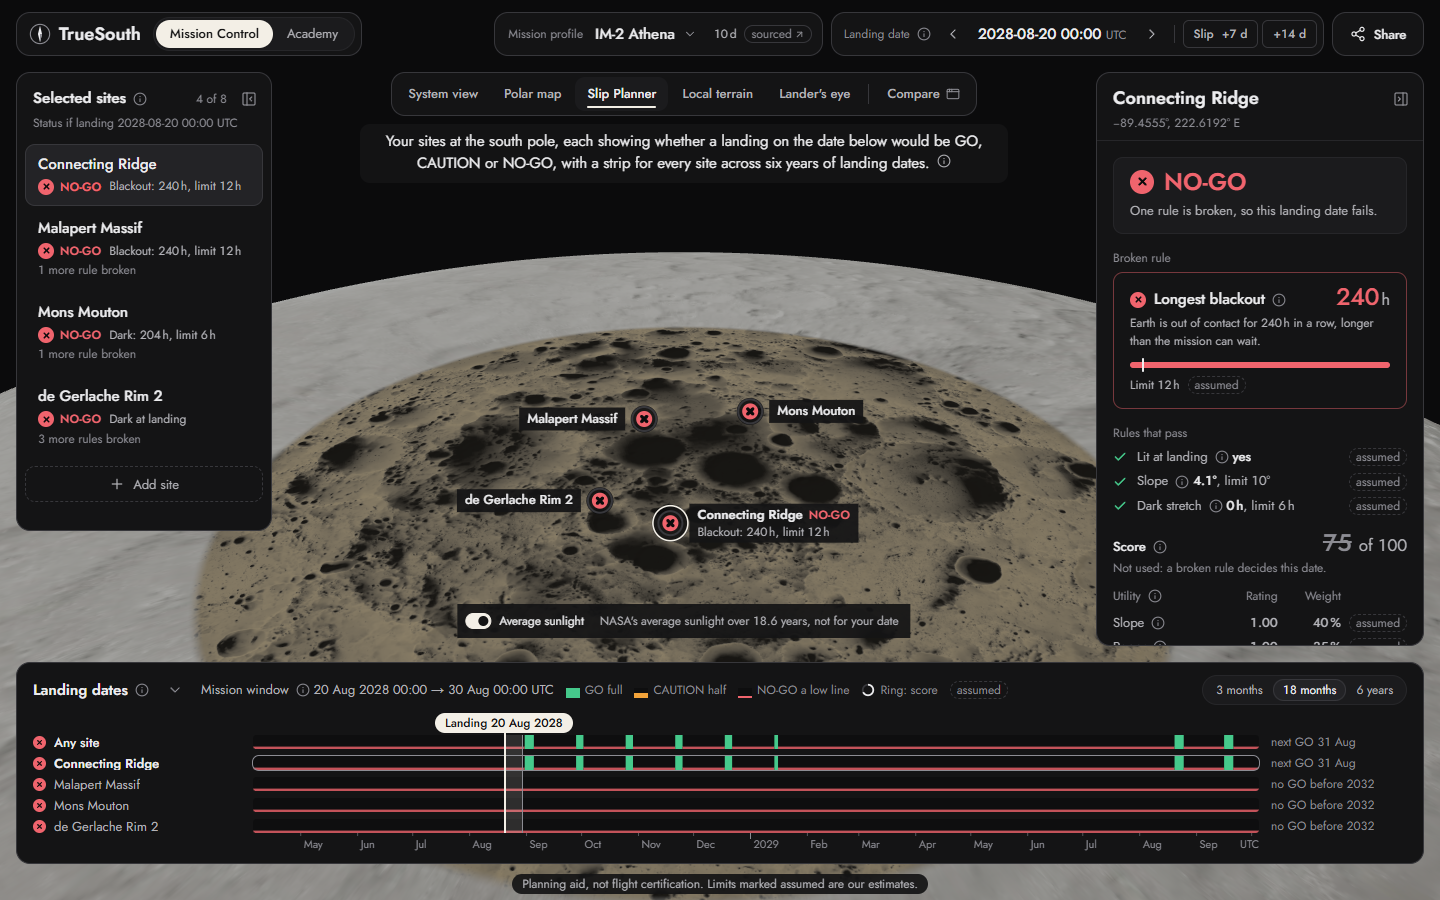 TrueSouth
Mission Control
Academy
Mission profile IM-2 Athena 10 d sourced ↗
Landing date 2028-08-20 00:00 UTC
Slip +7 d +14 d
Share
Selected sites 4 of 8
Status if landing 2028-08-20 00:00 UTC
Connecting Ridge
NO-GO Blackout: 240 h, limit 12 h
Malapert Massif
NO-GO Blackout: 240 h, limit 12 h
1 more rule broken
Mons Mouton
NO-GO Dark: 204 h, limit 6 h
1 more rule broken
de Gerlache Rim 2
NO-GO Dark at landing
3 more rules broken
+ Add site
System view
Polar map
Slip Planner
Local terrain
Lander's eye
Compare
Your sites at the south pole, each showing whether a landing on the date below would be GO,
CAUTION or NO-GO, with a strip for every site across six years of landing dates.
Malapert Massif
Mons Mouton
de Gerlache Rim 2
Connecting Ridge NO-GO
Blackout: 240 h, limit 12 h
Average sunlight NASA's average sunlight over 18.6 years, not for your date
Connecting Ridge
−89.4555°, 222.6192° E
NO-GO
One rule is broken, so this landing date fails.
Broken rule
Longest blackout 240 h
Earth is out of contact for 240 h in a row, longer
than the mission can wait.
Limit 12 h assumed
Rules that pass
Lit at landing yes assumed
Slope 4.1°, limit 10° assumed
Dark stretch 0 h, limit 6 h assumed
Score 75 of 100
Not used: a broken rule decides this date.
Utility Rating Weight
Slope 1.00 40 % assumed
Landing dates
Mission window 20 Aug 2028 00:00 → 30 Aug 00:00 UTC
GO full CAUTION half NO-GO a low line Ring: score assumed
3 months 18 months 6 years
Landing 20 Aug 2028
Any site next GO 31 Aug
Connecting Ridge next GO 31 Aug
Malapert Massif no GO before 2032
Mons Mouton no GO before 2032
de Gerlache Rim 2 no GO before 2032
May Jun Jul Aug Sep Oct Nov Dec 2029 Feb Mar Apr May Jun Jul Aug Sep UTC
Planning aid, not flight certification. Limits marked assumed are our estimates.